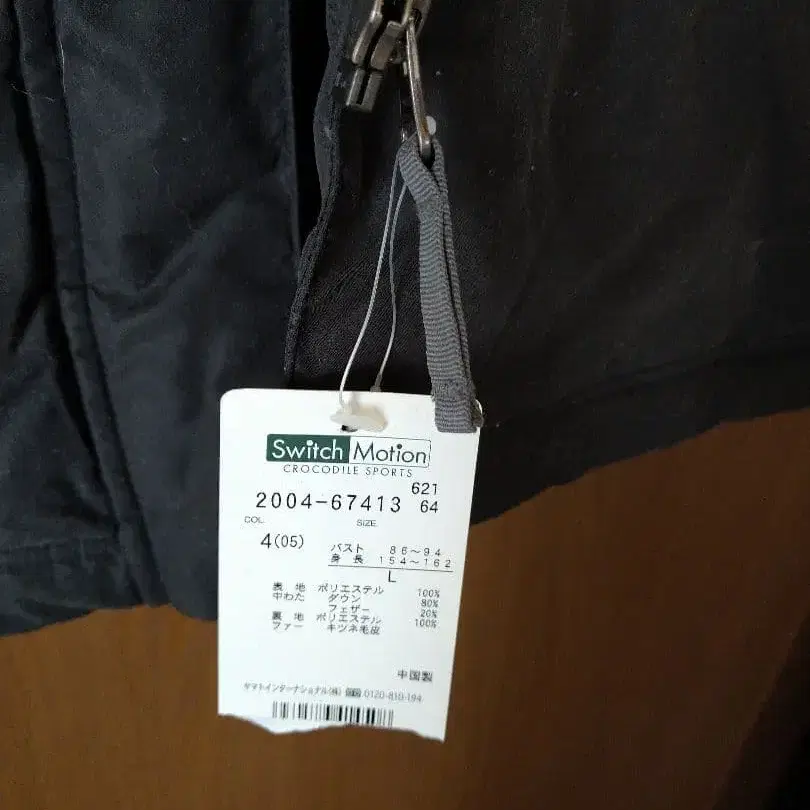 Switch Motion
CROCODILE SPORTS
621
2004-67413 64
COL. SIZE
4(05)
バスト 86～94
身長 154～162
L
表地 ポリエステル 100%
中わた ダウン 80%
フェザー 20%
裏地 ポリエステル 100%
ファー キツネ毛皮
中国製
ヤマトインターナショナル(株) 0120-810-194